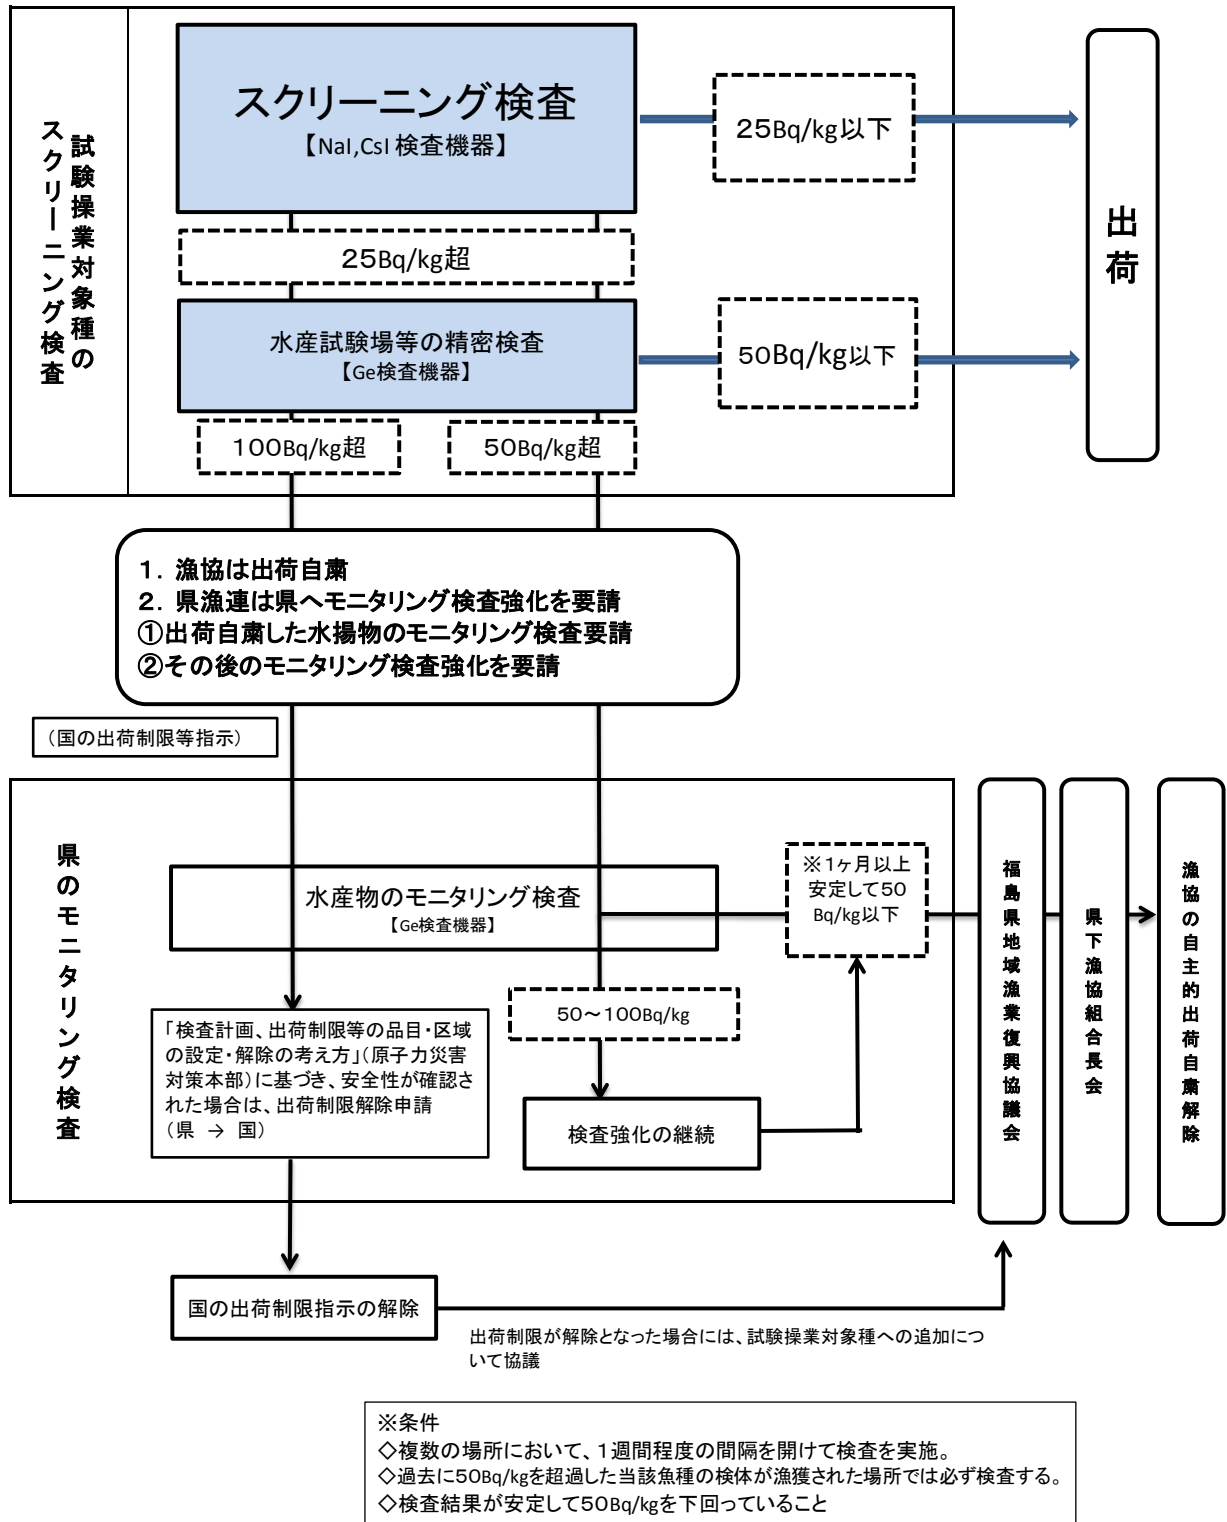 試験操業対象種の
スクリーニング検査
スクリーニング検査
【NaI,CsI 検査機器】
25Bq/kg以下
出荷
25Bq/kg超
水産試験場等の精密検査
【Ge検査機器】
50Bq/kg以下
100Bq/kg超
50Bq/kg超
1．漁協は出荷自粛
2．県漁連は県へモニタリング検査強化を要請
①出荷自粛した水揚物のモニタリング検査要請
②その後のモニタリング検査強化を要請
（国の出荷制限等指示）
県のモニタリング検査
水産物のモニタリング検査
【Ge検査機器】
※1ヶ月以上
安定して50
Bq/kg以下
福島県地域漁業復興協議会
県下漁協組合長会
漁協の自主的出荷自粛解除
50～100Bq/kg
「検査計画、出荷制限等の品目・区域
の設定・解除の考え方」（原子力災害
対策本部）に基づき、安全性が確認さ
れた場合は、出荷制限解除申請
（県 → 国）
検査強化の継続
国の出荷制限指示の解除
出荷制限が解除となった場合には、試験操業対象種への追加につ
いて協議
※条件
◇複数の場所において、1週間程度の間隔を開けて検査を実施。
◇過去に50Bq/kgを超過した当該魚種の検体が漁獲された場所では必ず検査する。
◇検査結果が安定して50Bq/kgを下回っていること